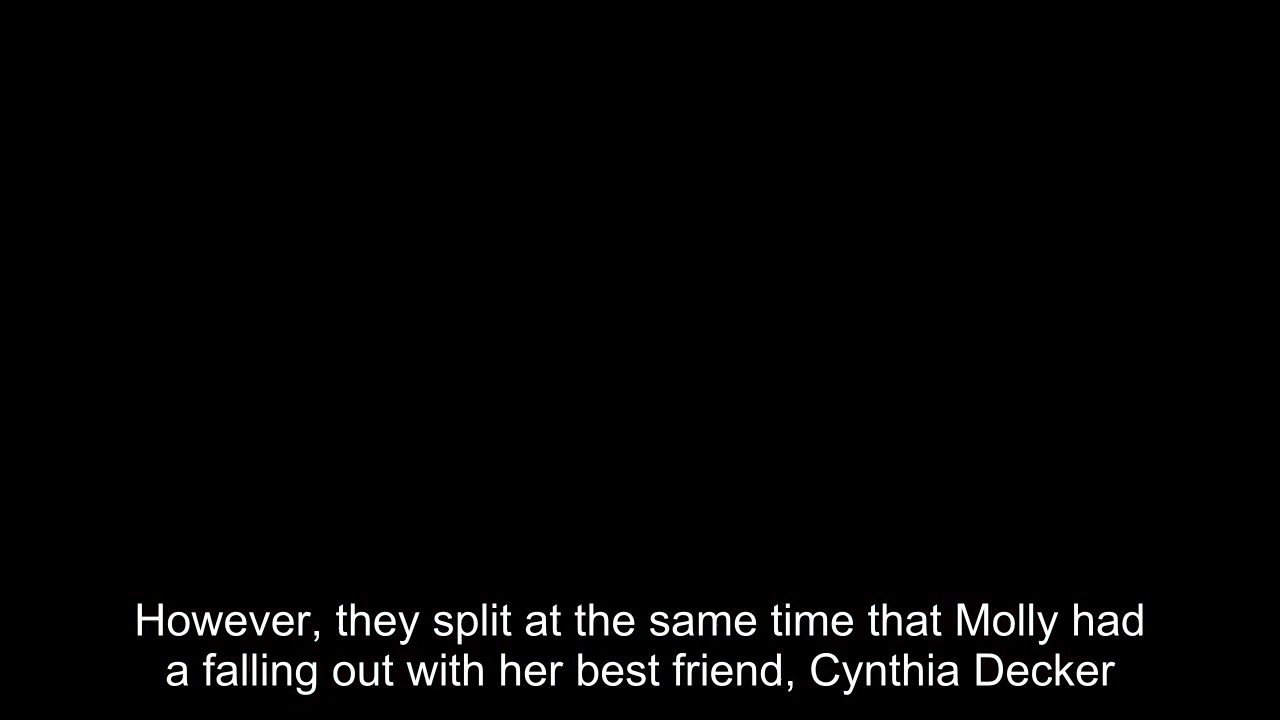 However, they split at the same time that Molly had
a falling out with her best friend, Cynthia Decker